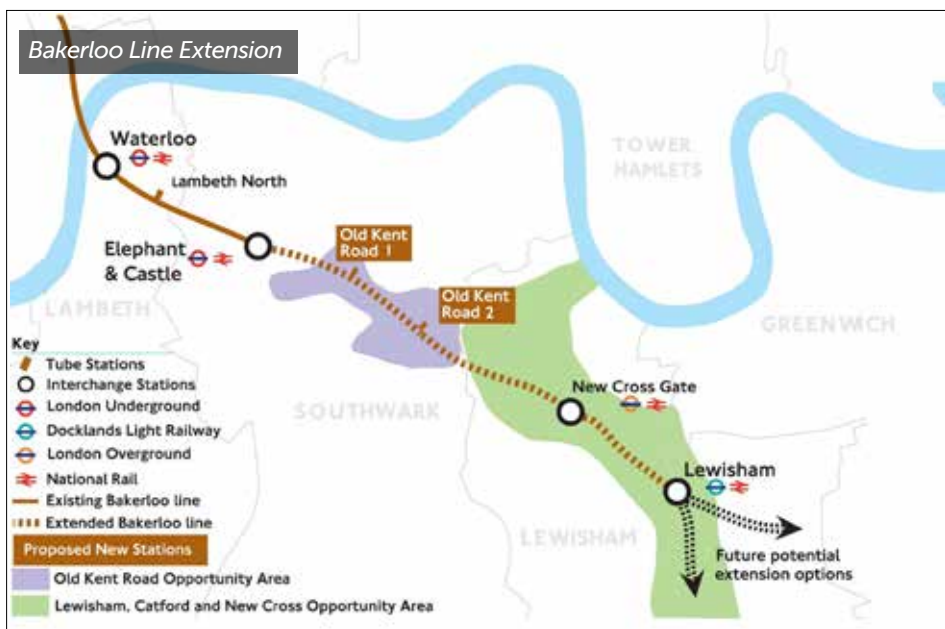 Bakerloo Line Extension
Waterloo
Lambeth North
TOWER
HAMLETS
Elephant
& Castle
Old Kent
Road 1
Old Kent
Road 2
LAMBETH
GREENWICH
Key
Tube Stations
Interchange Stations
London Underground
Docklands Light Railway
London Overground
National Rail
Existing Bakerloo line
Extended Bakerloo line
Proposed New Stations
Old Kent Road Opportunity Area
Lewisham, Catford and New Cross Opportunity Area
SOUTHWARK
New Cross Gate
Lewisham
LEWISHAM
Future potential
extension options